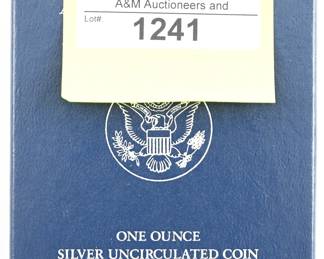 A&M Auctioneers and
Lot#
1241
ONE OUNCE
SILVER UNCIRCULATED COIN